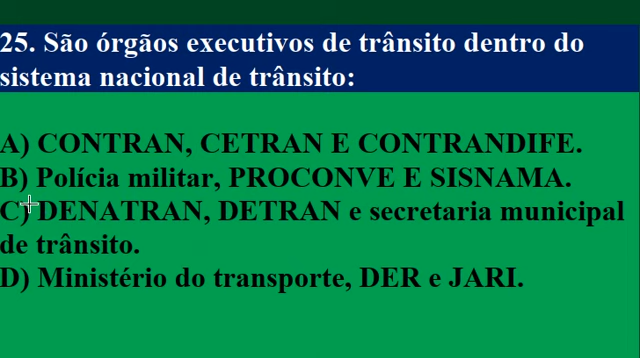 25. São órgãos executivos de trânsito dentro do
sistema nacional de trânsito:
A) CONTRAN, CETRAN E CONTRANDIFE.
B) Polícia militar, PROCONVE E SISNAMA.
C) DENATRAN, DETRAN e secretaria municipal
de trânsito.
D) Ministério do transporte, DER e JARI.